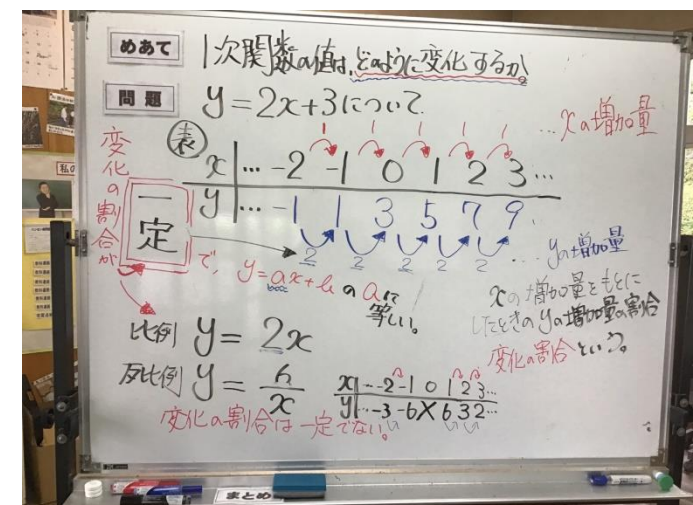 めあて 1次関数の値は、どのように変化するか。
問題 y=2x+3について
1 1 1 1 1 …xの増加量
表
x … -2 -1 0 1 2 3 …
y … -1 1 3 5 7 9
2 2 2 2 2 …yの増加量
変化の割合が
一定
で、y=ax+bのaに
等しい。
xの増加量をもとに
したときのyの増加量の割合
変化の割合という。
比例 y=2x
反比例 y=6/x
x … -2 -1 0 1 2 3 …
y … -3 -6 X 6 3 2 …
変化の割合は一定でない。
まとめ